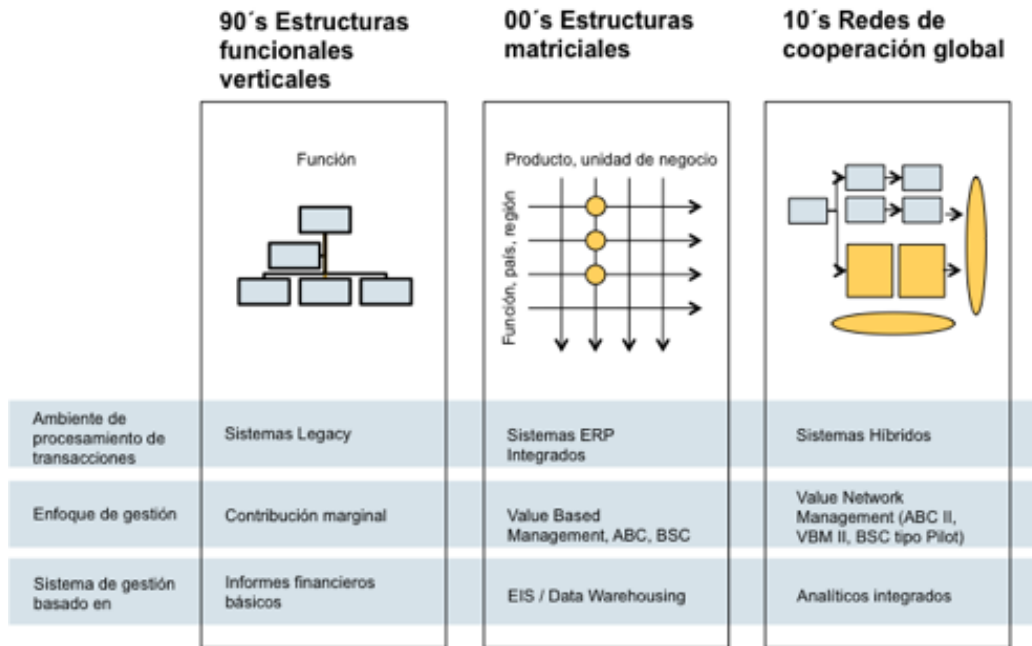 90´s Estructuras
funcionales
verticales
00´s Estructuras
matriciales
10´s Redes de
cooperación global
Función
Producto, unidad de negocio
Función, país, región
Ambiente de
procesamiento de
transacciones
Sistemas Legacy
Sistemas ERP
Integrados
Sistemas Híbridos
Enfoque de gestión
Contribución marginal
Value Based
Management, ABC, BSC
Value Network
Management (ABC II,
VBM II, BSC tipo Pilot)
Sistema de gestión
basado en
Informes financieros
básicos
EIS / Data Warehousing
Analíticos integrados